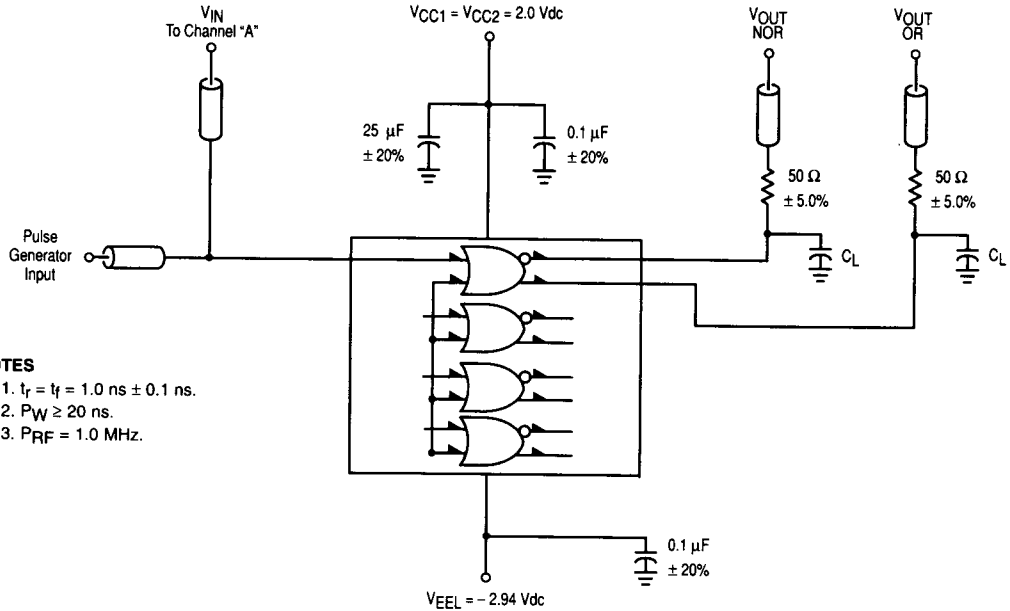 VIN
To Channel "A"
VCC1 = VCC2 = 2.0 Vdc
VOUT
NOR
VOUT
OR
25 µF
± 20%
0.1 µF
± 20%
50 Ω
± 5.0%
50 Ω
± 5.0%
Pulse
Generator
Input
CL
CL
TES
1. tr = tf = 1.0 ns ± 0.1 ns.
2. PW ≥ 20 ns.
3. PRF = 1.0 MHz.
0.1 µF
± 20%
VEEL = – 2.94 Vdc